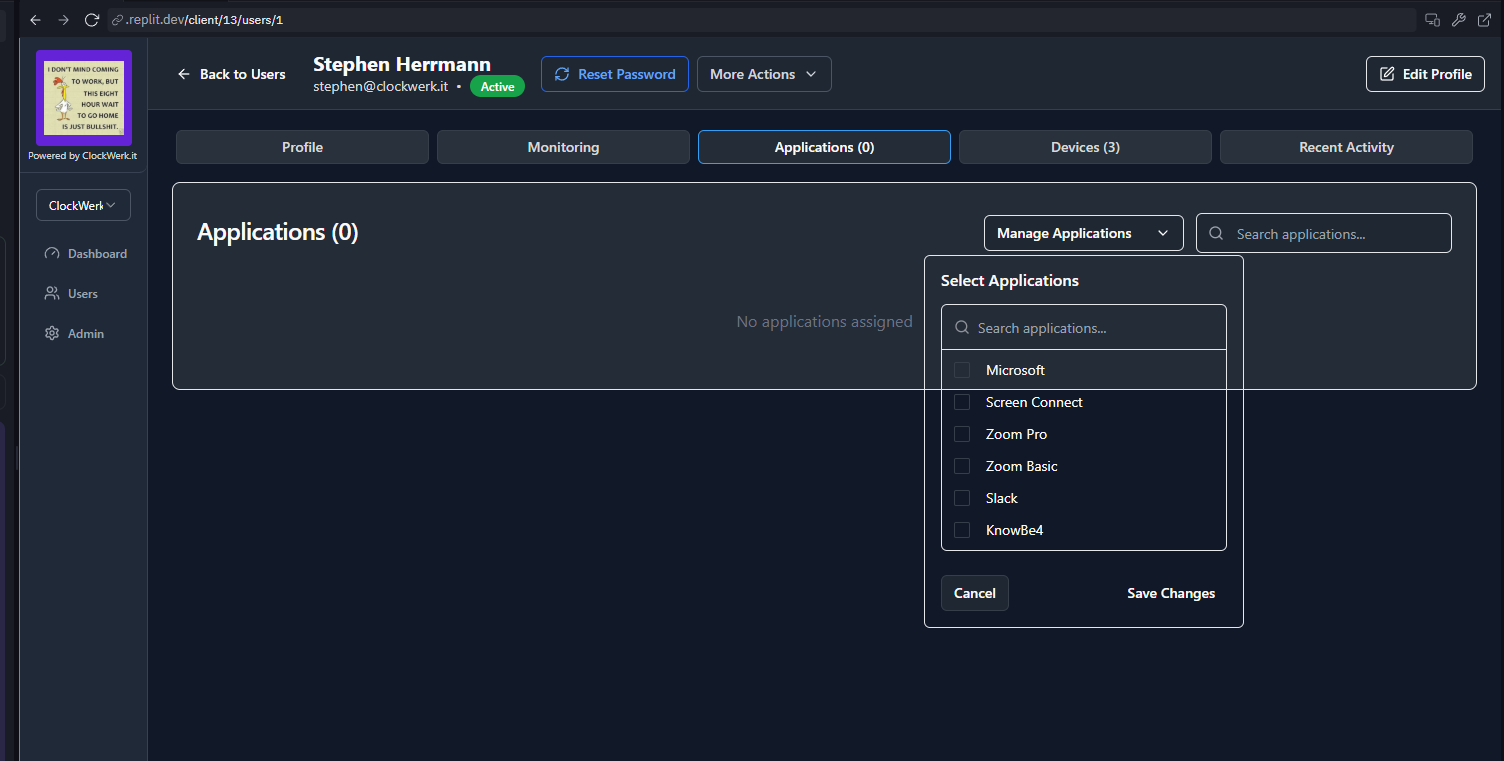 .replit.dev/client/13/users/1
I DON'T MIND COMING
TO WORK, BUT
THIS EIGHT
HOUR WAIT
TO GO HOME
IS JUST BULLSHIT.
Powered by ClockWerk.it
ClockWerk
Dashboard
Users
Admin
Back to Users
Stephen Herrmann
stephen@clockwerk.it • Active
Reset Password
More Actions
Edit Profile
Profile
Monitoring
Applications (0)
Devices (3)
Recent Activity
Applications (0)
Manage Applications
Search applications...
No applications assigned
Select Applications
Search applications...
Microsoft
Screen Connect
Zoom Pro
Zoom Basic
Slack
KnowBe4
Cancel
Save Changes